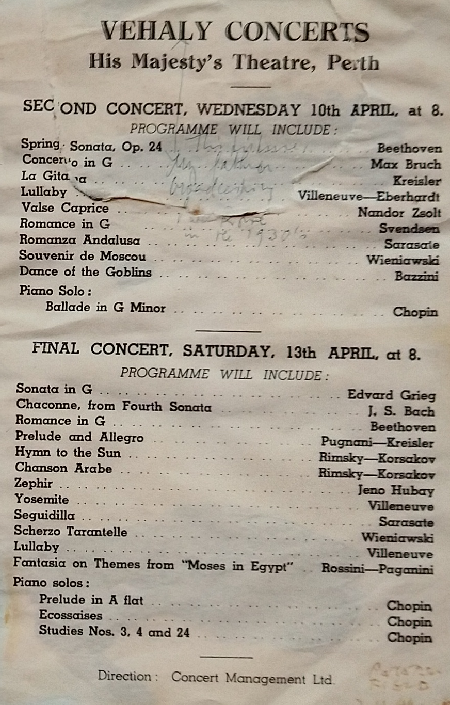 VEHALY CONCERTS
His Majesty's Theatre, Perth
SECOND CONCERT, WEDNESDAY 10th APRIL, at 8.
PROGRAMME WILL INCLUDE:
Spring Sonata, Op. 24 Beethoven
Concerto in G Max Bruch
La Gitana Kreisler
Lullaby Villeneuve—Eberhardt
Valse Caprice Nandor Zsolt
Romance in G Svendsen
Romanza Andalusa Sarasate
Souvenir de Moscou Wieniawski
Dance of the Goblins Bazzini
Piano Solo:
Ballade in G Minor Chopin
FINAL CONCERT, SATURDAY, 13th APRIL, at 8.
PROGRAMME WILL INCLUDE:
Sonata in G Edvard Grieg
Chaconne, from Fourth Sonata J. S. Bach
Romance in G Beethoven
Prelude and Allegro Pugnani—Kreisler
Hymn to the Sun Rimsky—Korsakov
Chanson Arabe Rimsky—Korsakov
Zephir Jeno Hubay
Yosemite Villeneuve
Seguidilla Sarasate
Scherzo Tarantelle Wieniawski
Lullaby Villeneuve
Fantasia on Themes from "Moses in Egypt" Rossini—Paganini
Piano solos:
Prelude in A flat Chopin
Ecossaises Chopin
Studies Nos. 3, 4 and 24 Chopin
Direction: Concert Management Ltd.